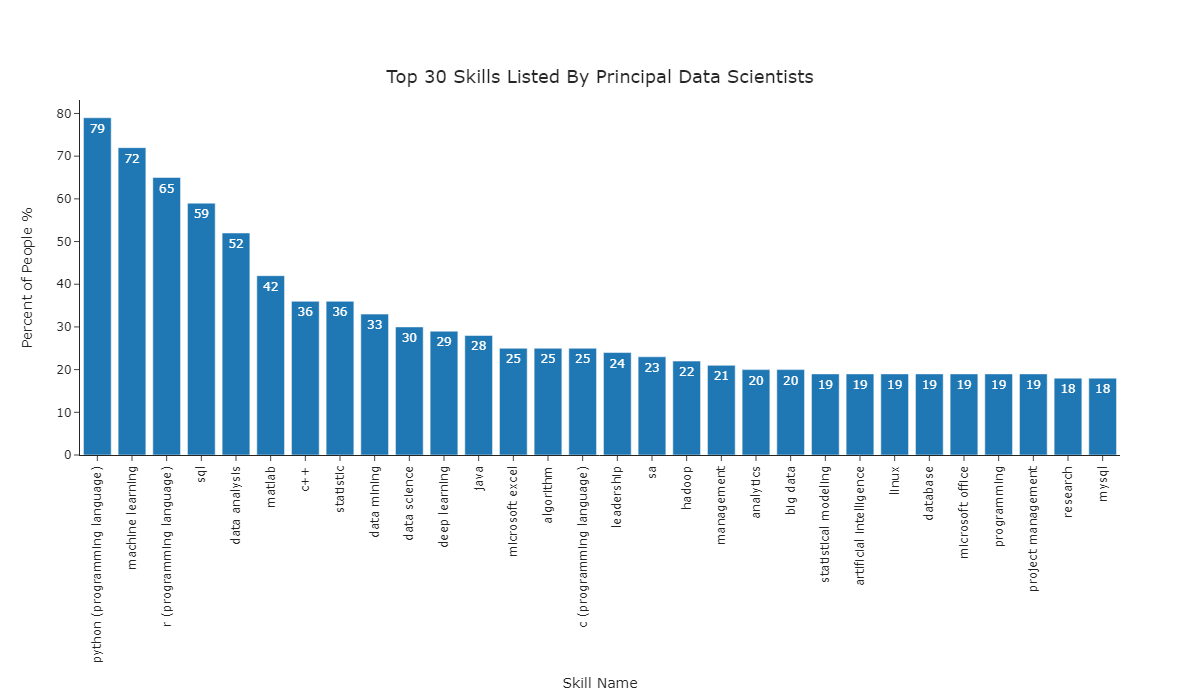 Top 30 Skills Listed By Principal Data Scientists
Percent of People %
80
70
60
50
40
30
20
10
0
79
72
65
59
52
42
36
36
33
30
29
28
25
25
25
24
23
22
21
20
20
19
19
19
19
19
19
19
18
18
python (programming language)
machine learning
r (programming language)
sql
data analysis
matlab
c++
statistic
data mining
data science
deep learning
java
microsoft excel
algorithm
c (programming language)
leadership
sa
hadoop
management
analytics
big data
statistical modeling
artificial intelligence
linux
database
microsoft office
programming
project management
research
mysql
Skill Name